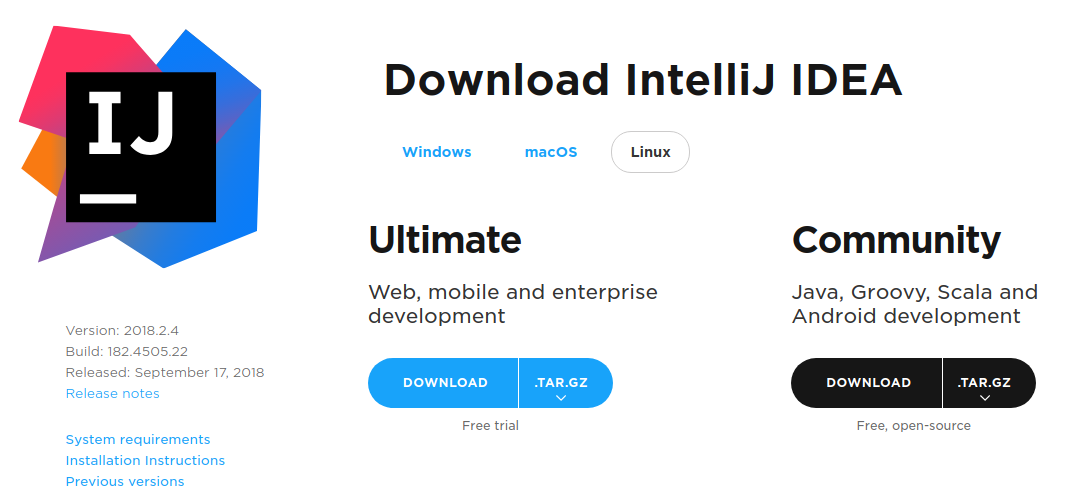 IJ
Download IntelliJ IDEA
Windows macOS Linux
Ultimate
Web, mobile and enterprise
development
DOWNLOAD .TAR.GZ
Free trial
Community
Java, Groovy, Scala and
Android development
DOWNLOAD .TAR.GZ
Free, open-source
Version: 2018.2.4
Build: 182.4505.22
Released: September 17, 2018
Release notes
System requirements
Installation Instructions
Previous versions